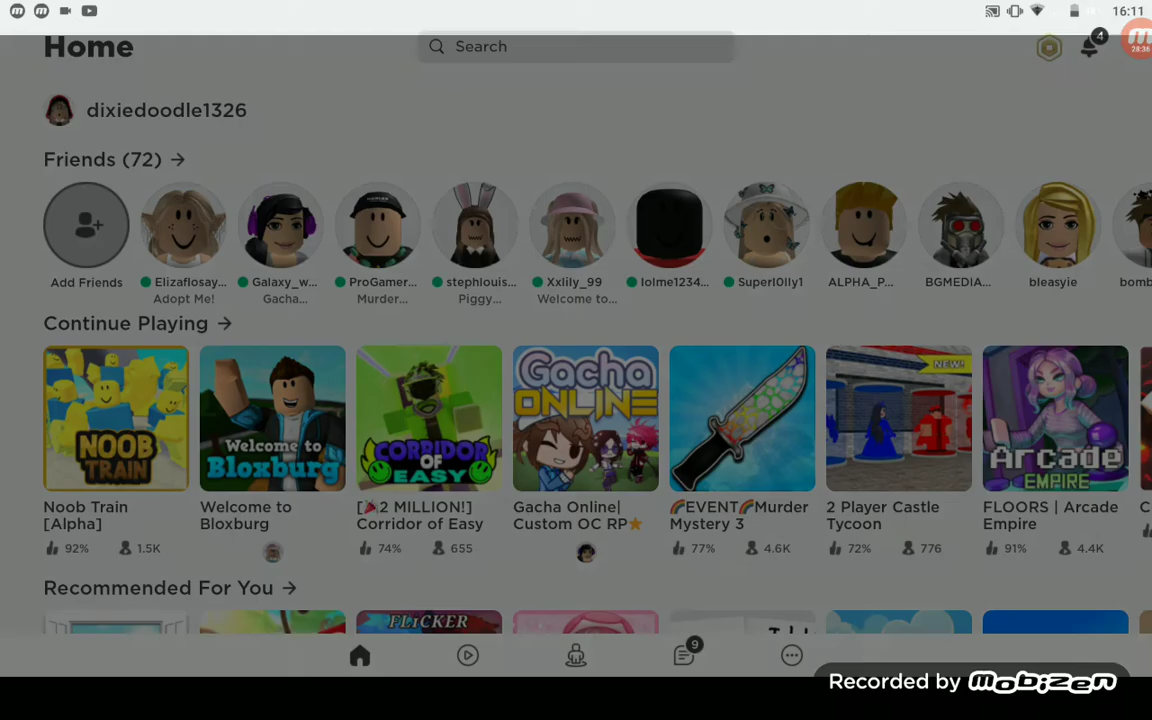 16:11
Home
Search
4
28:36
dixiedoodle1326
Friends (72) →
Add Friends
Elizaflosay...
Adopt Me!
Galaxy_w...
Gacha...
ProGamer...
Murder...
stephlouis...
Piggy...
Xxlily_99
Welcome to...
lolme1234...
ALPHA_P...
BGMEDIA...
bleasyie
bomb
Continue Playing →
NOOB TRAIN
Welcome to Bloxburg
CORRIDOR OF EASY
Gacha ONLINE
NEW!
Arcade EMPIRE
Noob Train
[Alpha]
92% 1.5K
Welcome to
Bloxburg
[🎉2 MILLION!]
Corridor of Easy
74% 655
Gacha Online|
Custom OC RP⭐
🌈EVENT🌈Murder
Mystery 3
77% 4.6K
2 Player Castle
Tycoon
72% 776
FLOORS | Arcade
Empire
91% 4.4K
Recommended For You →
FLICKER
9
Recorded by mobizen